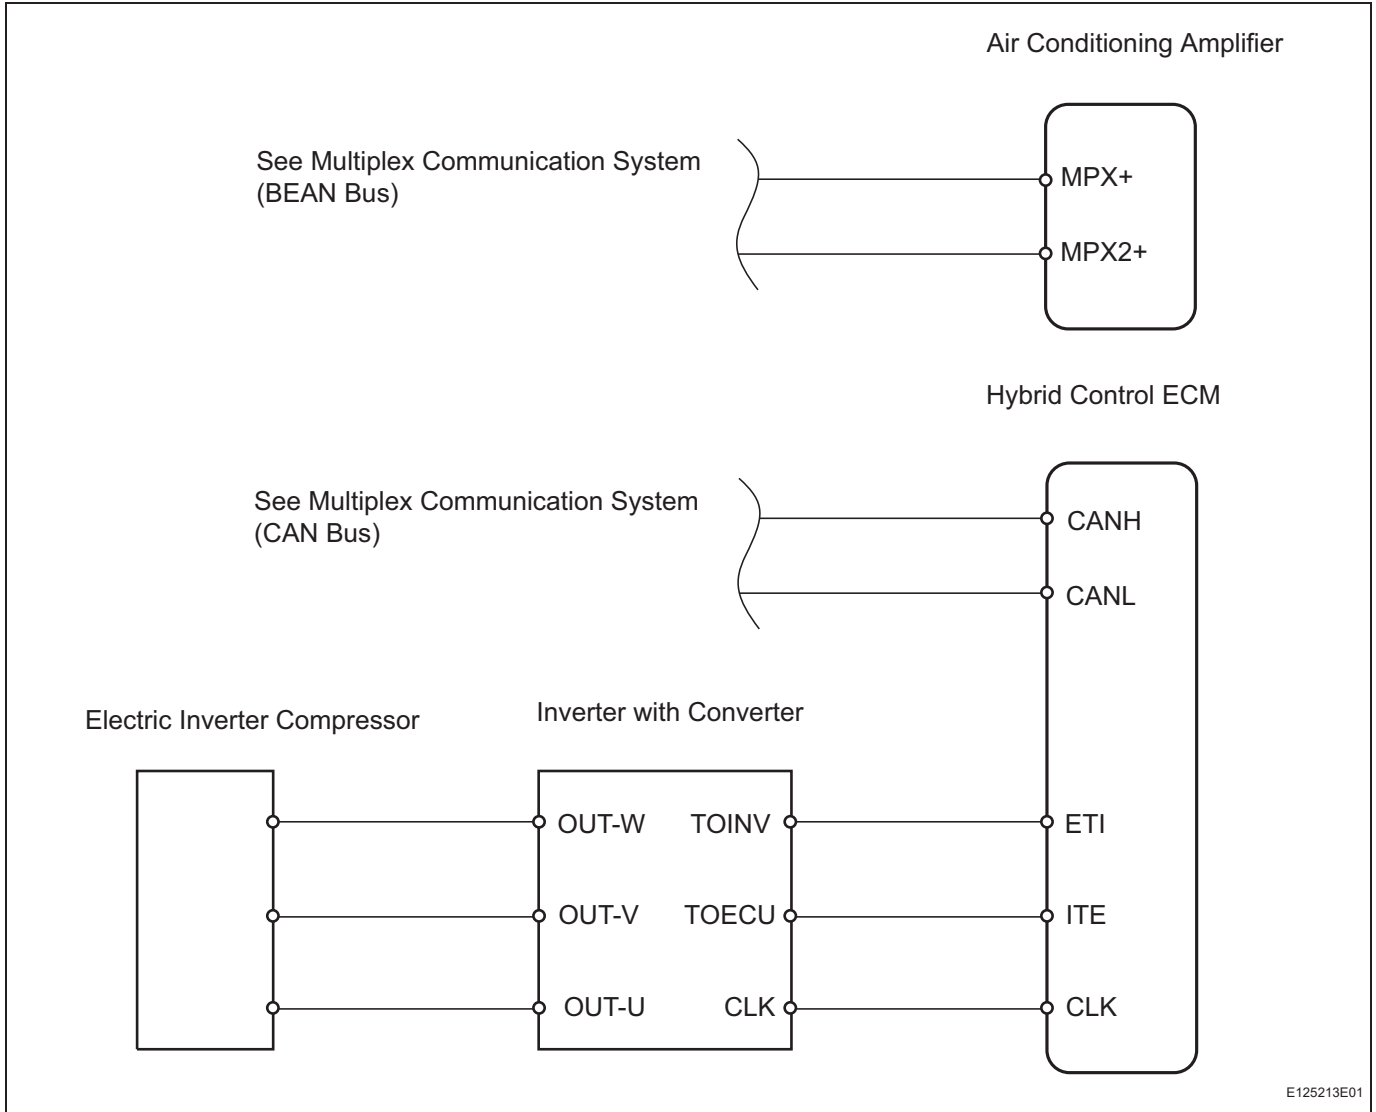 Air Conditioning Amplifier
See Multiplex Communication System
(BEAN Bus)
MPX+
MPX2+
Hybrid Control ECM
See Multiplex Communication System
(CAN Bus)
CANH
CANL
Electric Inverter Compressor
Inverter with Converter
OUT-W TOINV ETI
OUT-V TOECU ITE
OUT-U CLK CLK
E125213E01